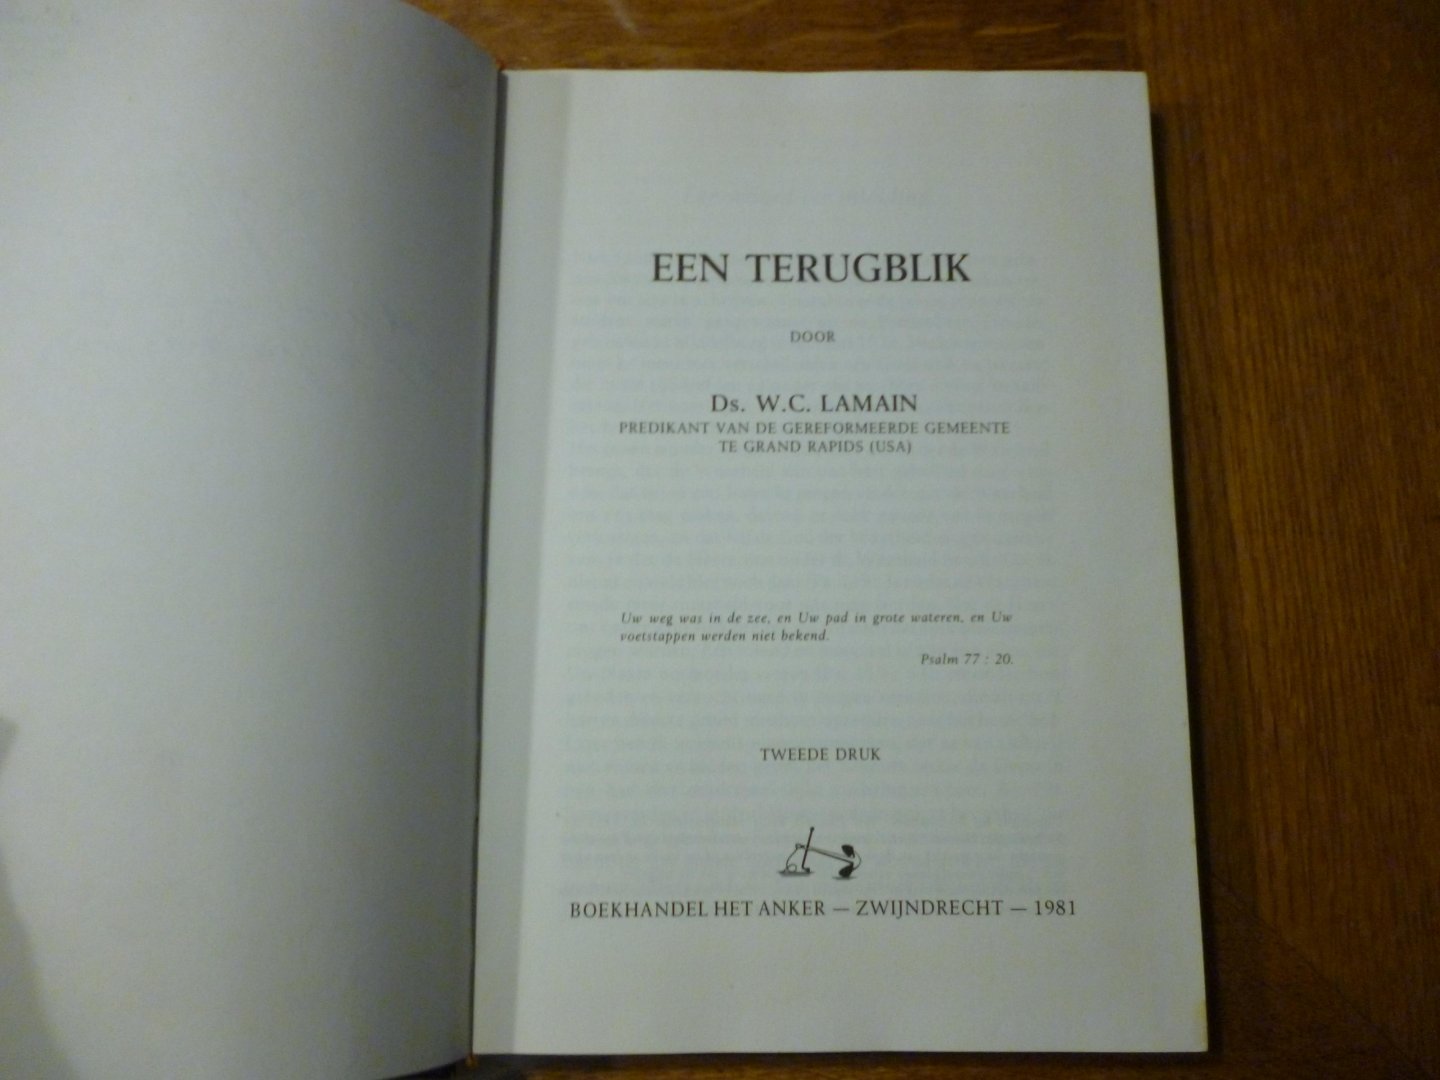 EEN TERUGBLIK
DOOR
Ds. W.C. LAMAIN
PREDIKANT VAN DE GEREFORMEERDE GEMEENTE
TE GRAND RAPIDS (USA)
Uw weg was in de zee, en Uw pad in grote wateren, en Uw
voetstappen werden niet bekend.
Psalm 77 : 20.
TWEEDE DRUK
BOEKHANDEL HET ANKER — ZWIJNDRECHT — 1981